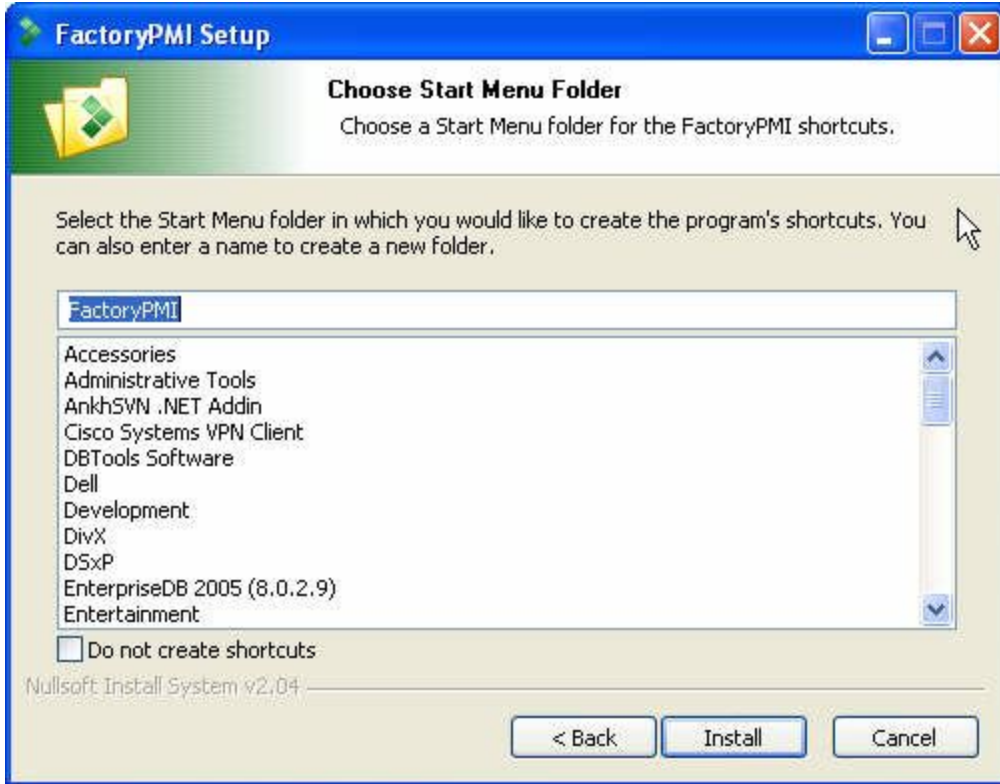 FactoryPMI Setup
Choose Start Menu Folder
Choose a Start Menu folder for the FactoryPMI shortcuts.
Select the Start Menu folder in which you would like to create the program's shortcuts. You
can also enter a name to create a new folder.
FactoryPMI
Accessories
Administrative Tools
AnkhSVN .NET Addin
Cisco Systems VPN Client
DBTools Software
Dell
Development
DivX
DSxP
EnterpriseDB 2005 (8.0.2.9)
Entertainment
Do not create shortcuts
Nullsoft Install System v2.04
< Back
Install
Cancel